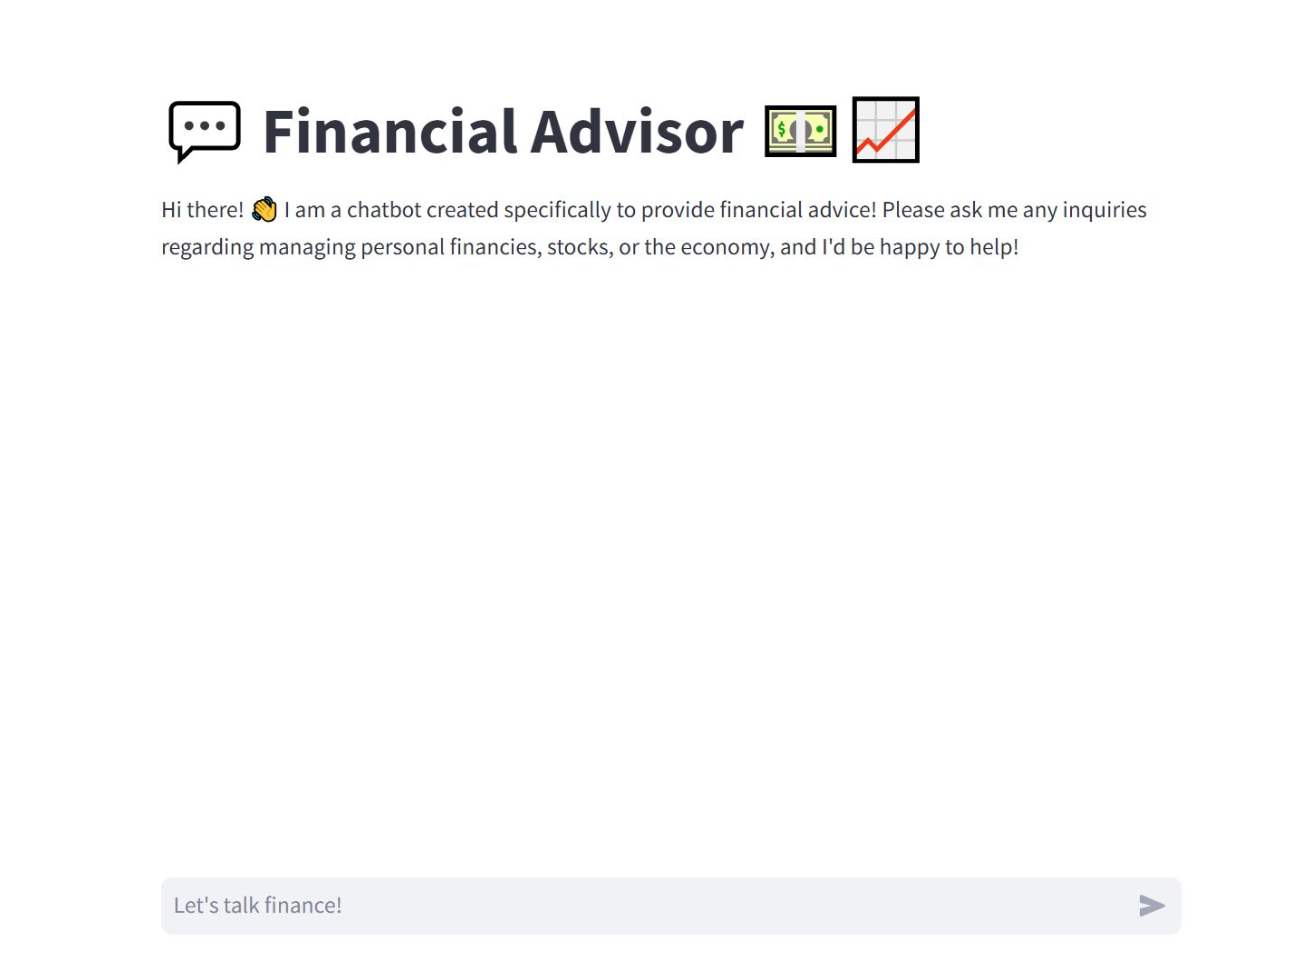 Financial Advisor
Hi there! 👋 I am a chatbot created specifically to provide financial advice! Please ask me any inquiries
regarding managing personal financies, stocks, or the economy, and I'd be happy to help!
Let's talk finance!